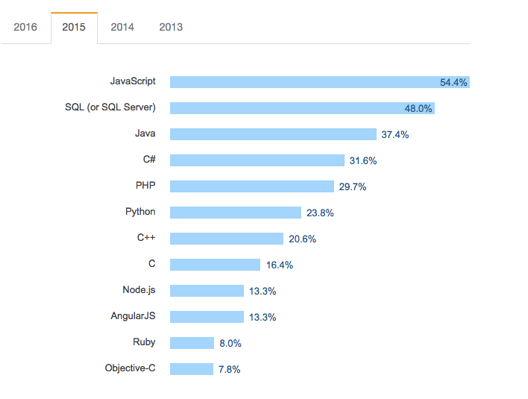 2016 2015 2014 2013
JavaScript 54.4%
SQL (or SQL Server) 48.0%
Java 37.4%
C# 31.6%
PHP 29.7%
Python 23.8%
C++ 20.6%
C 16.4%
Node.js 13.3%
AngularJS 13.3%
Ruby 8.0%
Objective-C 7.8%